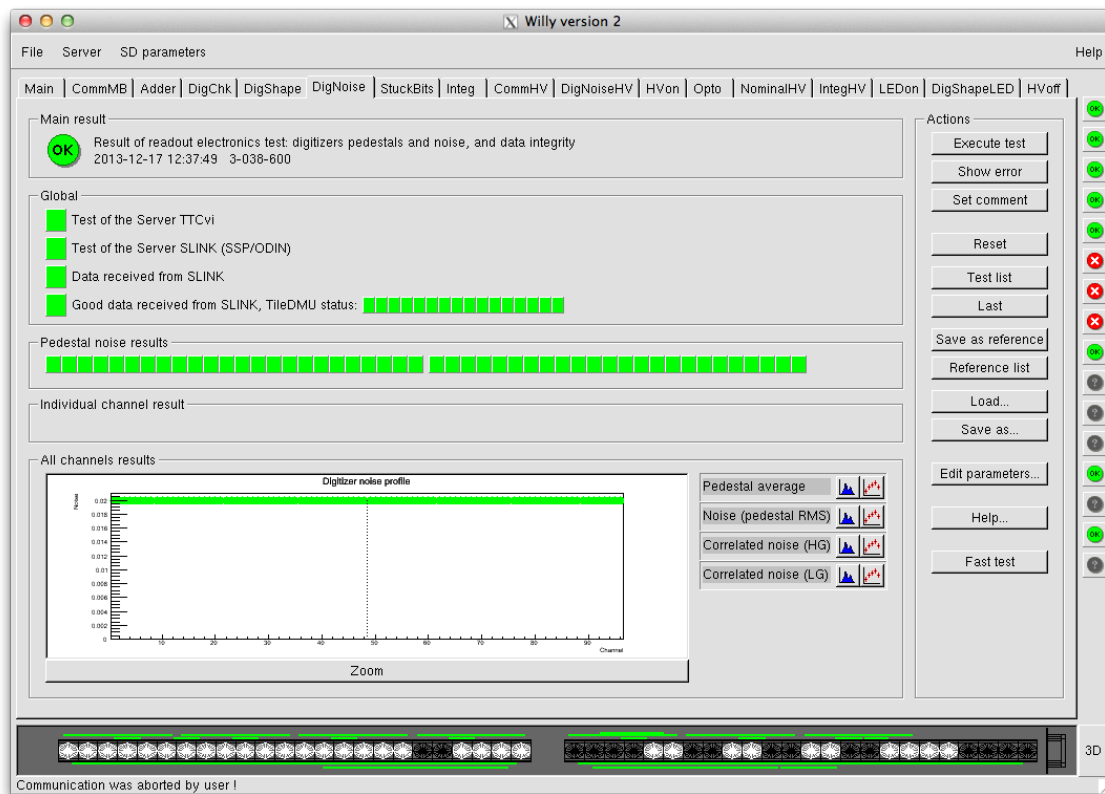 Willy version 2
File Server SD parameters Help
Main CommMB Adder DigChk DigShape DigNoise StuckBits Integ CommHV DigNoiseHV HVon Opto NominalHV IntegHV LEDon DigShapeLED HVoff
Main result
OK
Result of readout electronics test: digitizers pedestals and noise, and data integrity
2013-12-17 12:37:49 3-038-600
Global
Test of the Server TTCvi
Test of the Server SLINK (SSP/ODIN)
Data received from SLINK
Good data received from SLINK, TileDMU status:
Pedestal noise results
Individual channel result
All channels results
Digitizer noise profile
Noise
0.02
0.018
0.016
0.014
0.012
0.01
0.008
0.006
0.004
0.002
0
10 20 30 40 50 60 70 80 90
Channel
Zoom
Pedestal average
Noise (pedestal RMS)
Correlated noise (HG)
Correlated noise (LG)
Actions
Execute test
Show error
Set comment
Reset
Test list
Last
Save as reference
Reference list
Load...
Save as...
Edit parameters...
Help...
Fast test
OK
OK
OK
OK
OK
OK
?
?
?
OK
?
OK
?
3D
Communication was aborted by user !